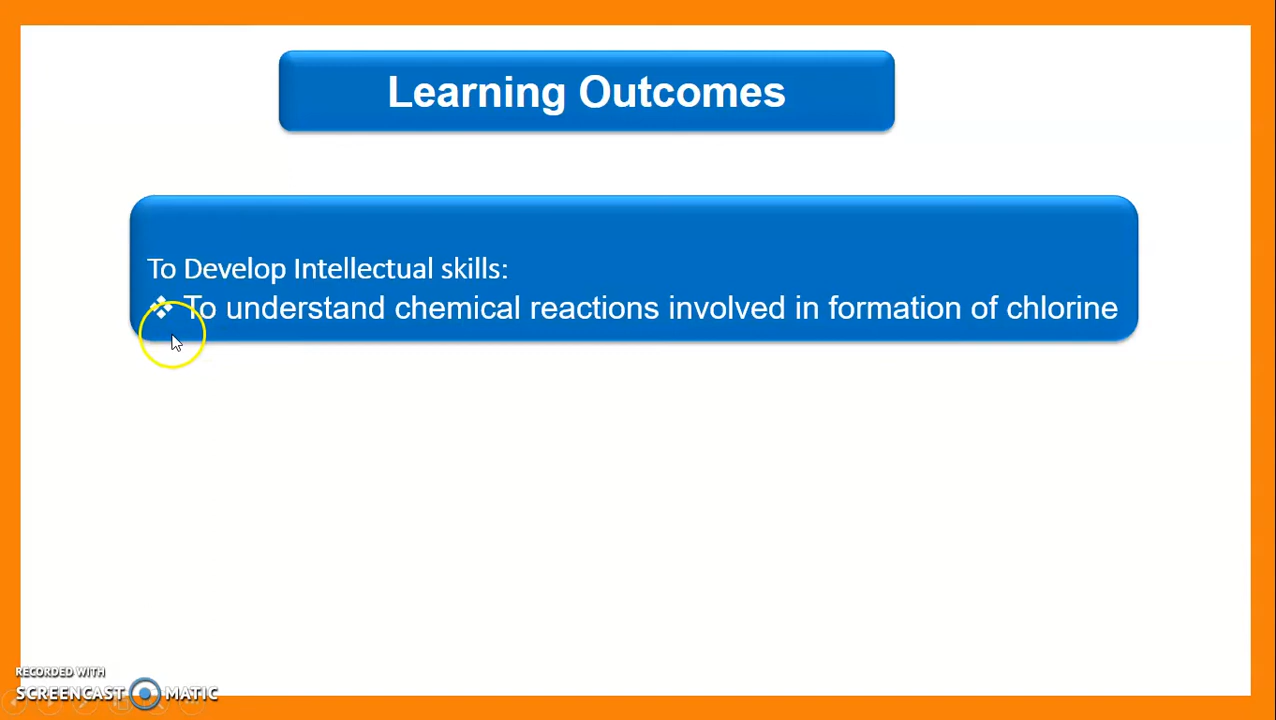 Learning Outcomes
To Develop Intellectual skills:
❖ To understand chemical reactions involved in formation of chlorine
RECORDED WITH
SCREENCAST MATIC